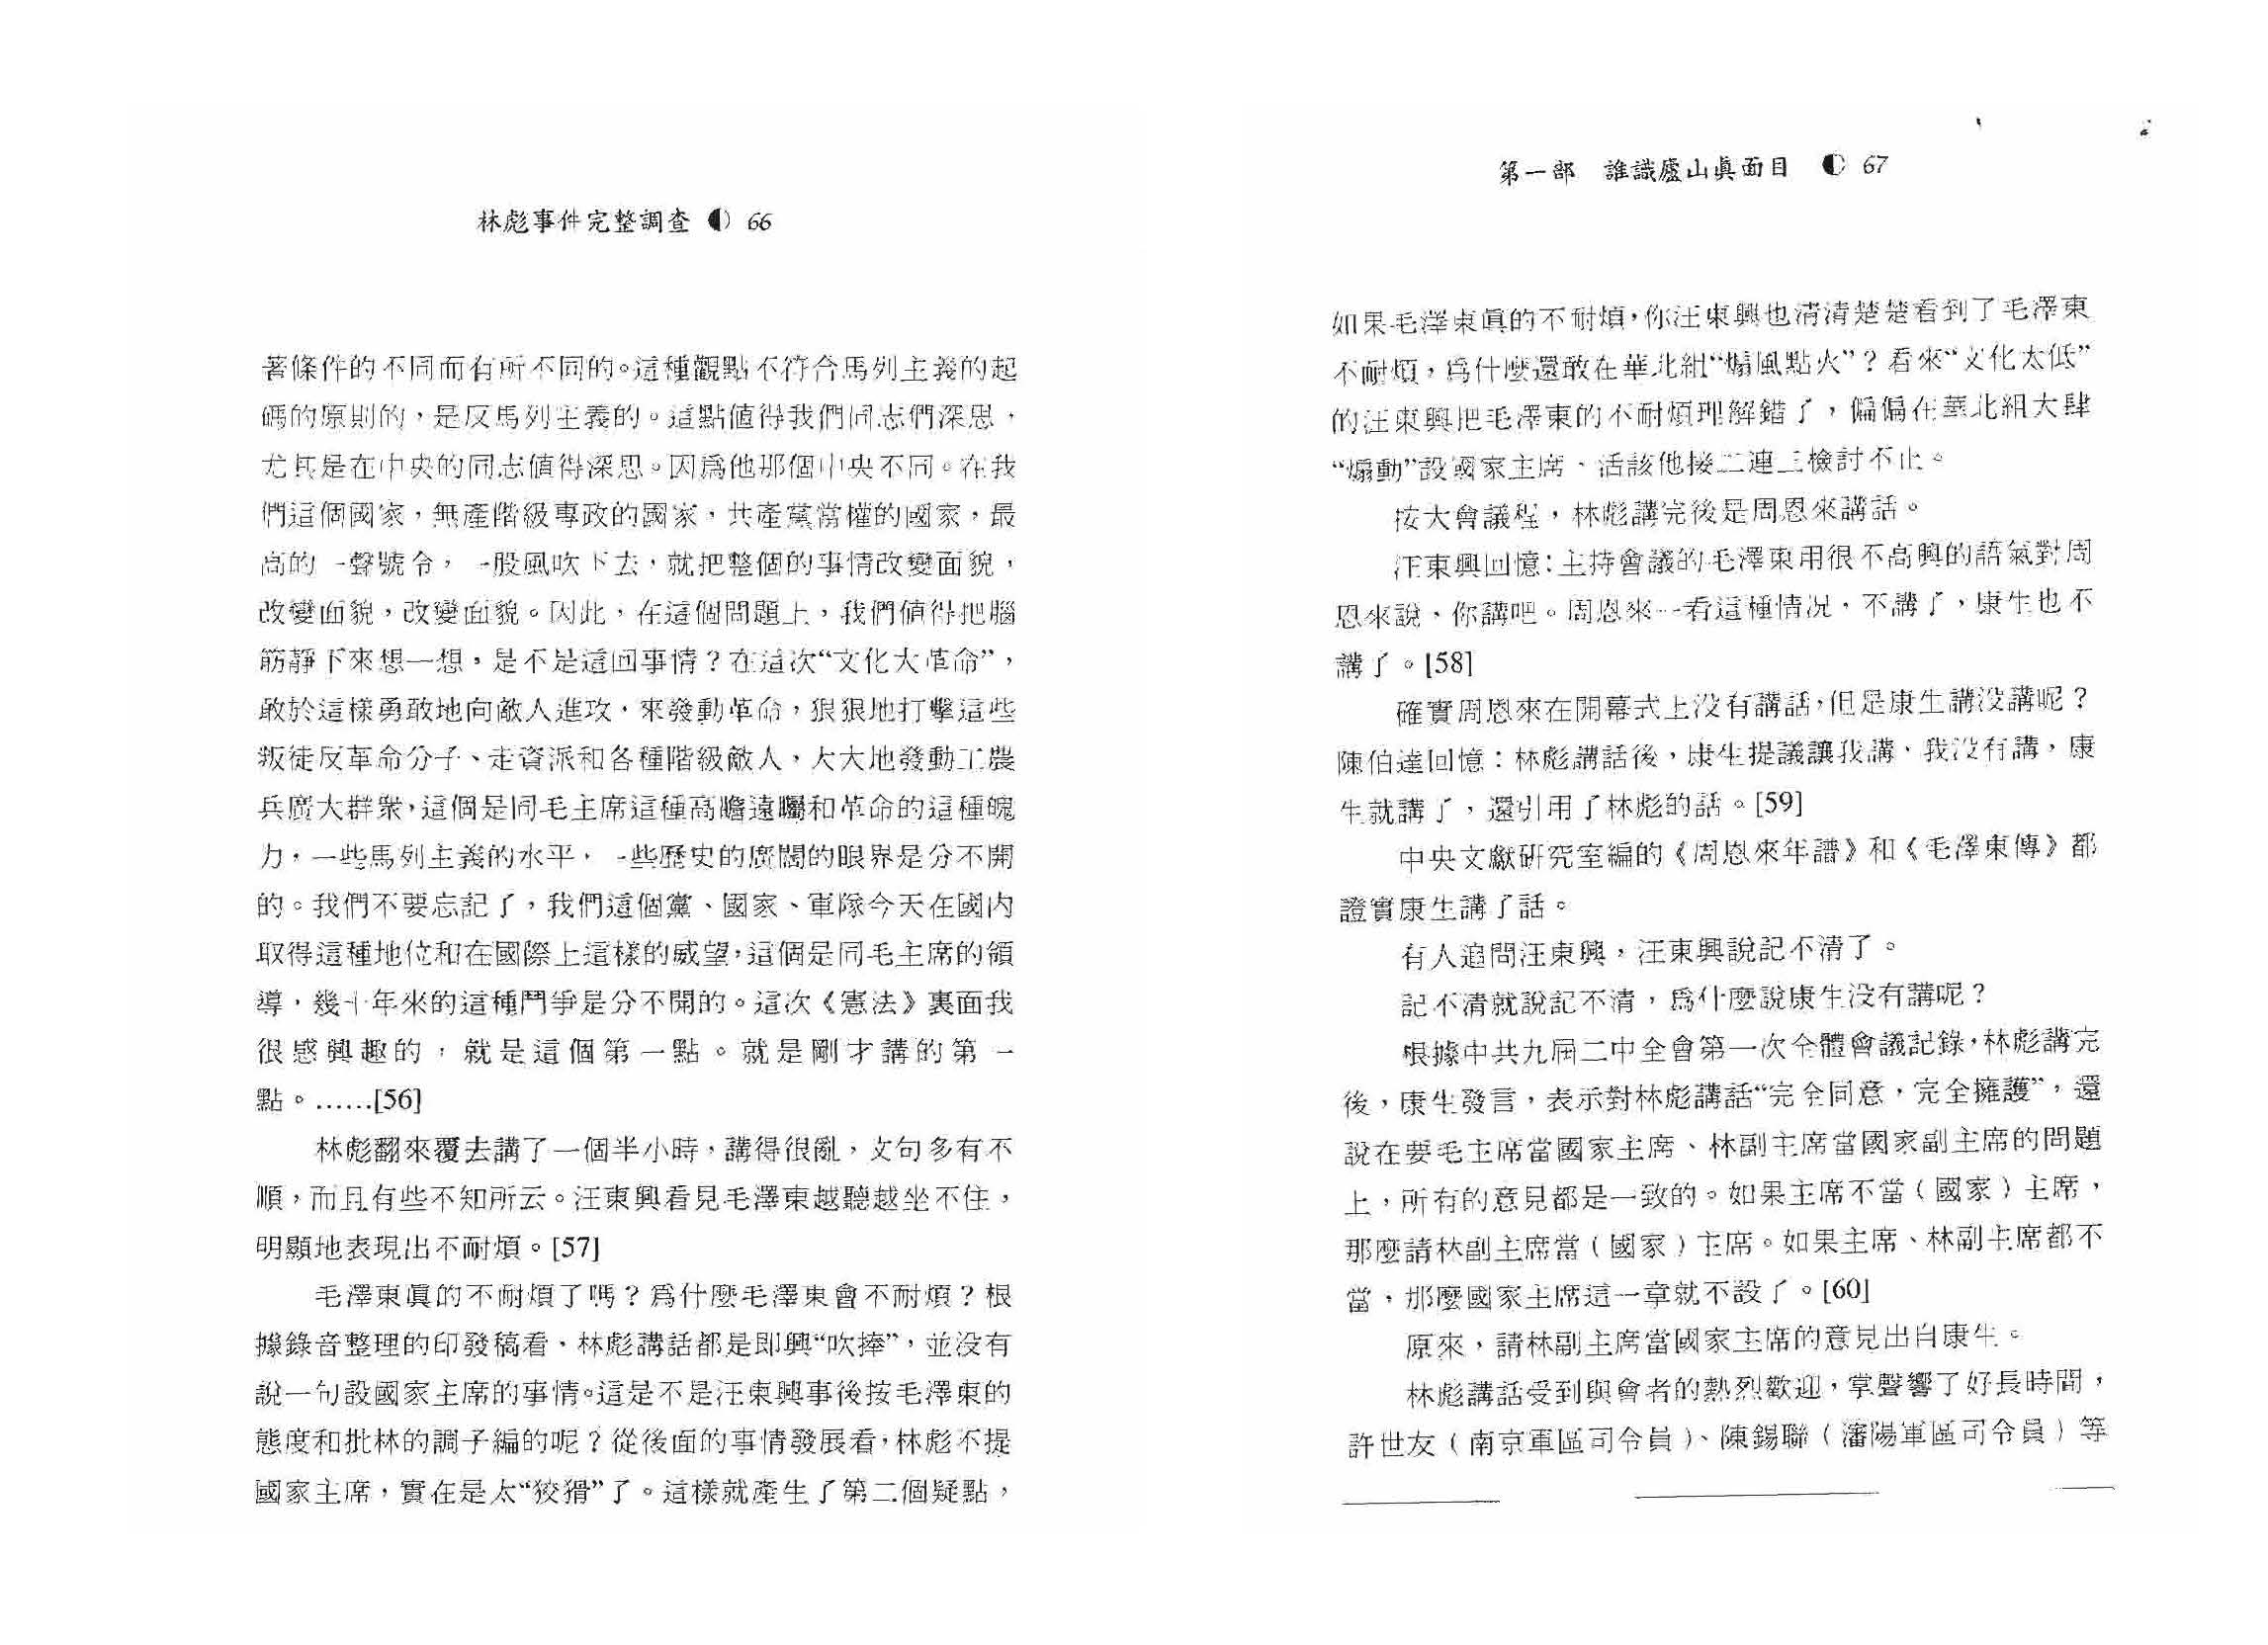 林彪事件完整調查 ◐ 66
著條件的不同而有所不同的。這種觀點不符合馬列主義的起
碼的原則的，是反馬列主義的。這點值得我們同志們深思，
尤其是在中央的同志值得深思。因爲他那個中央不同。在我
們這個國家，無產階級專政的國家，共產黨當權的國家，最
高的一聲號令，一股風吹下去，就把整個的事情改變面貌，
改變面貌，改變面貌。因此，在這個問題上，我們值得把腦
筋靜下來想一想，是不是這回事情？在這次“文化大革命”，
敢於這樣勇敢地向敵人進攻，來發動革命，狠狠地打擊這些
叛徒反革命分子、走資派和各種階級敵人，大大地發動工農
兵廣大群衆，這個是同毛主席這種高瞻遠矚和革命的這種魄
力，一些馬列主義的水平，一些歷史的廣闊的眼界是分不開
的。我們不要忘記了，我們這個黨、國家、軍隊今天在國內
取得這種地位和在國際上這樣的威望，這個是同毛主席的領
導，幾十年來的這種鬥爭是分不開的。這次《憲法》裏面我
很感興趣的，就是這個第一點。就是剛才講的第一
點。……[56]
林彪翻來覆去講了一個半小時，講得很亂，文句多有不
順，而且有些不知所云。汪東興看見毛澤東越聽越坐不住，
明顯地表現出不耐煩。[57]
毛澤東眞的不耐煩了嗎？爲什麼毛澤東會不耐煩？根
據錄音整理的印發稿看、林彪講話都是即興“吹捧”，並没有
說一句設國家主席的事情。這是不是汪東興事後按毛澤東的
態度和批林的調子編的呢？從後面的事情發展看，林彪不提
國家主席，實在是太“狡猾”了。這樣就產生了第二個疑點，
第一部　誰識廬山眞面目 ◐ 67
如果毛澤東眞的不耐煩，你汪東興也清清楚楚看到了毛澤東
不耐煩，爲什麼還敢在華北組“煽風點火”？看來“文化太低”
的汪東興把毛澤東的不耐煩理解錯了，偏偏在華北組大肆
“煽動”設國家主席、活該他接二連三檢討不止。
按大會議程，林彪講完後是周恩來講話。
汪東興回憶：主持會議的毛澤東用很不高興的語氣對周
恩來說、你講吧。周恩來一看這種情況，不講了，康生也不
講了。[58]
確實周恩來在開幕式上没有講話，但是康生講没講呢？
陳伯達回憶：林彪講話後，康生提議讓我講、我没有講，康
生就講了，還引用了林彪的話。[59]
中央文獻研究室編的《周恩來年譜》和《毛澤東傳》都
證實康生講了話。
有人追問汪東興，汪東興說記不清了。
記不清就說記不清，爲什麼說康生没有講呢？
根據中共九屆二中全會第一次全體會議記錄，林彪講完
後，康生發言，表示對林彪講話“完全同意，完全擁護”，還
說在要毛主席當國家主席、林副主席當國家副主席的問題
上，所有的意見都是一致的。如果主席不當（國家）主席，
那麼請林副主席當（國家）主席。如果主席、林副主席都不
當，那麼國家主席這一章就不設了。[60]
原來，請林副主席當國家主席的意見出自康生。
林彪講話受到與會者的熱烈歡迎，掌聲響了好長時間，
許世友（南京軍區司令員）、陳錫聯（瀋陽軍區司令員）等